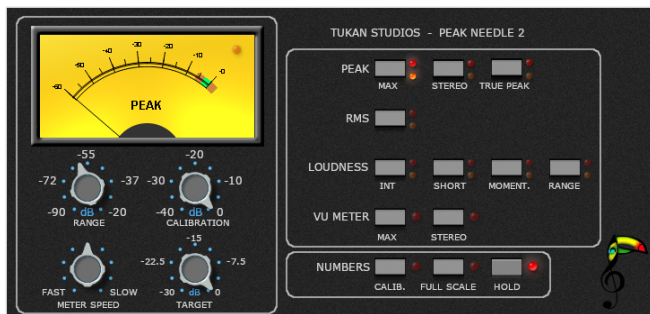 TUKAN STUDIOS - PEAK NEEDLE 2
-60 -50 -40 -30 -20 -10 -0
PEAK
-55
-72 -37
-90 dB -20
RANGE
-20
-30 -10
-40 dB 0
CALIBRATION
FAST SLOW
METER SPEED
-15
-22.5 -7.5
-30 dB 0
TARGET
PEAK
MAX STEREO TRUE PEAK
RMS
LOUDNESS
INT SHORT MOMENT. RANGE
VU METER
MAX STEREO
NUMBERS
CALIB. FULL SCALE HOLD